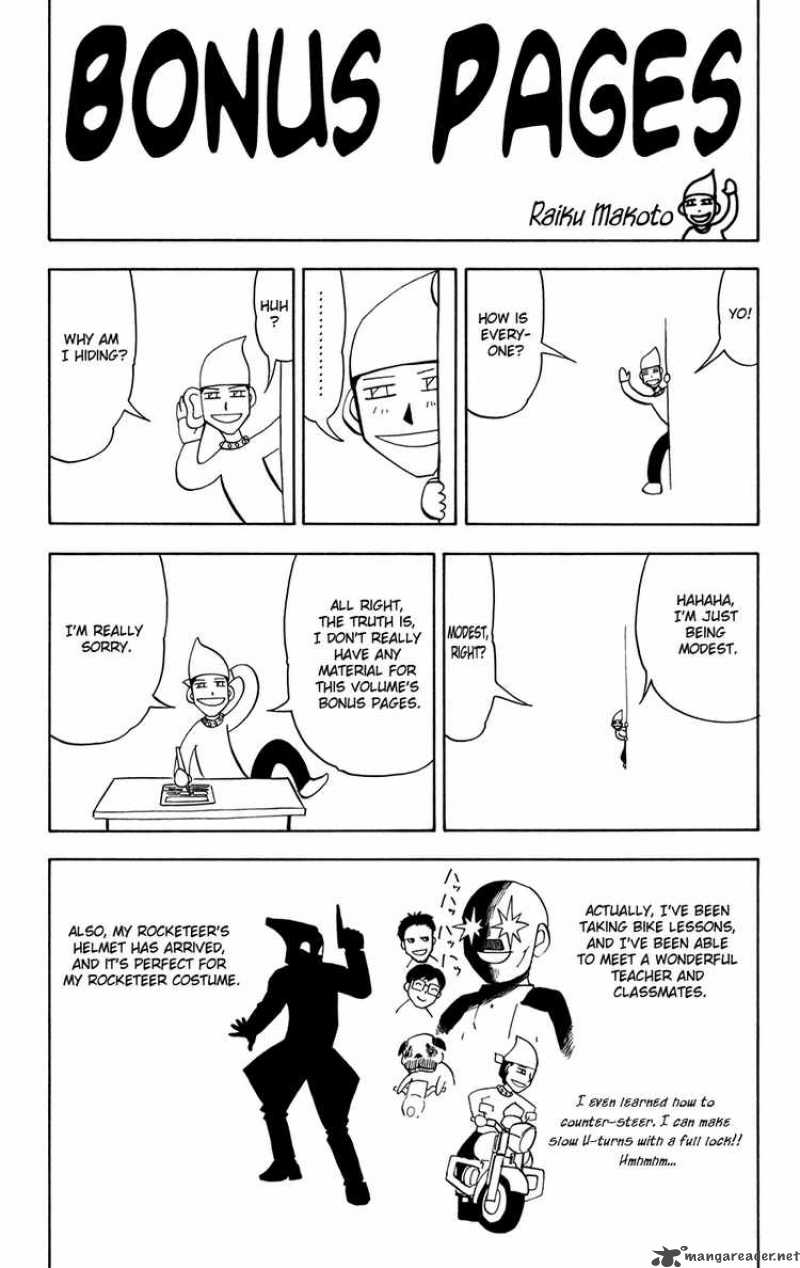 BONUS PAGES
Raiku Makoto
YO!
HOW IS
EVERY-
ONE?
HUH
?
WHY AM
I HIDING?
HAHAHA,
I'M JUST
BEING
MODEST.
MODEST,
RIGHT?
ALL RIGHT,
THE TRUTH IS,
I DON'T REALLY
HAVE ANY
MATERIAL FOR
THIS VOLUME'S
BONUS PAGES.
I'M REALLY
SORRY.
ACTUALLY, I'VE BEEN
TAKING BIKE LESSONS,
AND I'VE BEEN ABLE
TO MEET A WONDERFUL
TEACHER AND
CLASSMATES.
I even learned how to
counter-steer. I can make
slow U-turns with a full lock!!
Hmhmhm...
ALSO, MY ROCKETEER'S
HELMET HAS ARRIVED,
AND IT'S PERFECT FOR
MY ROCKETEER COSTUME.
mangareader.net